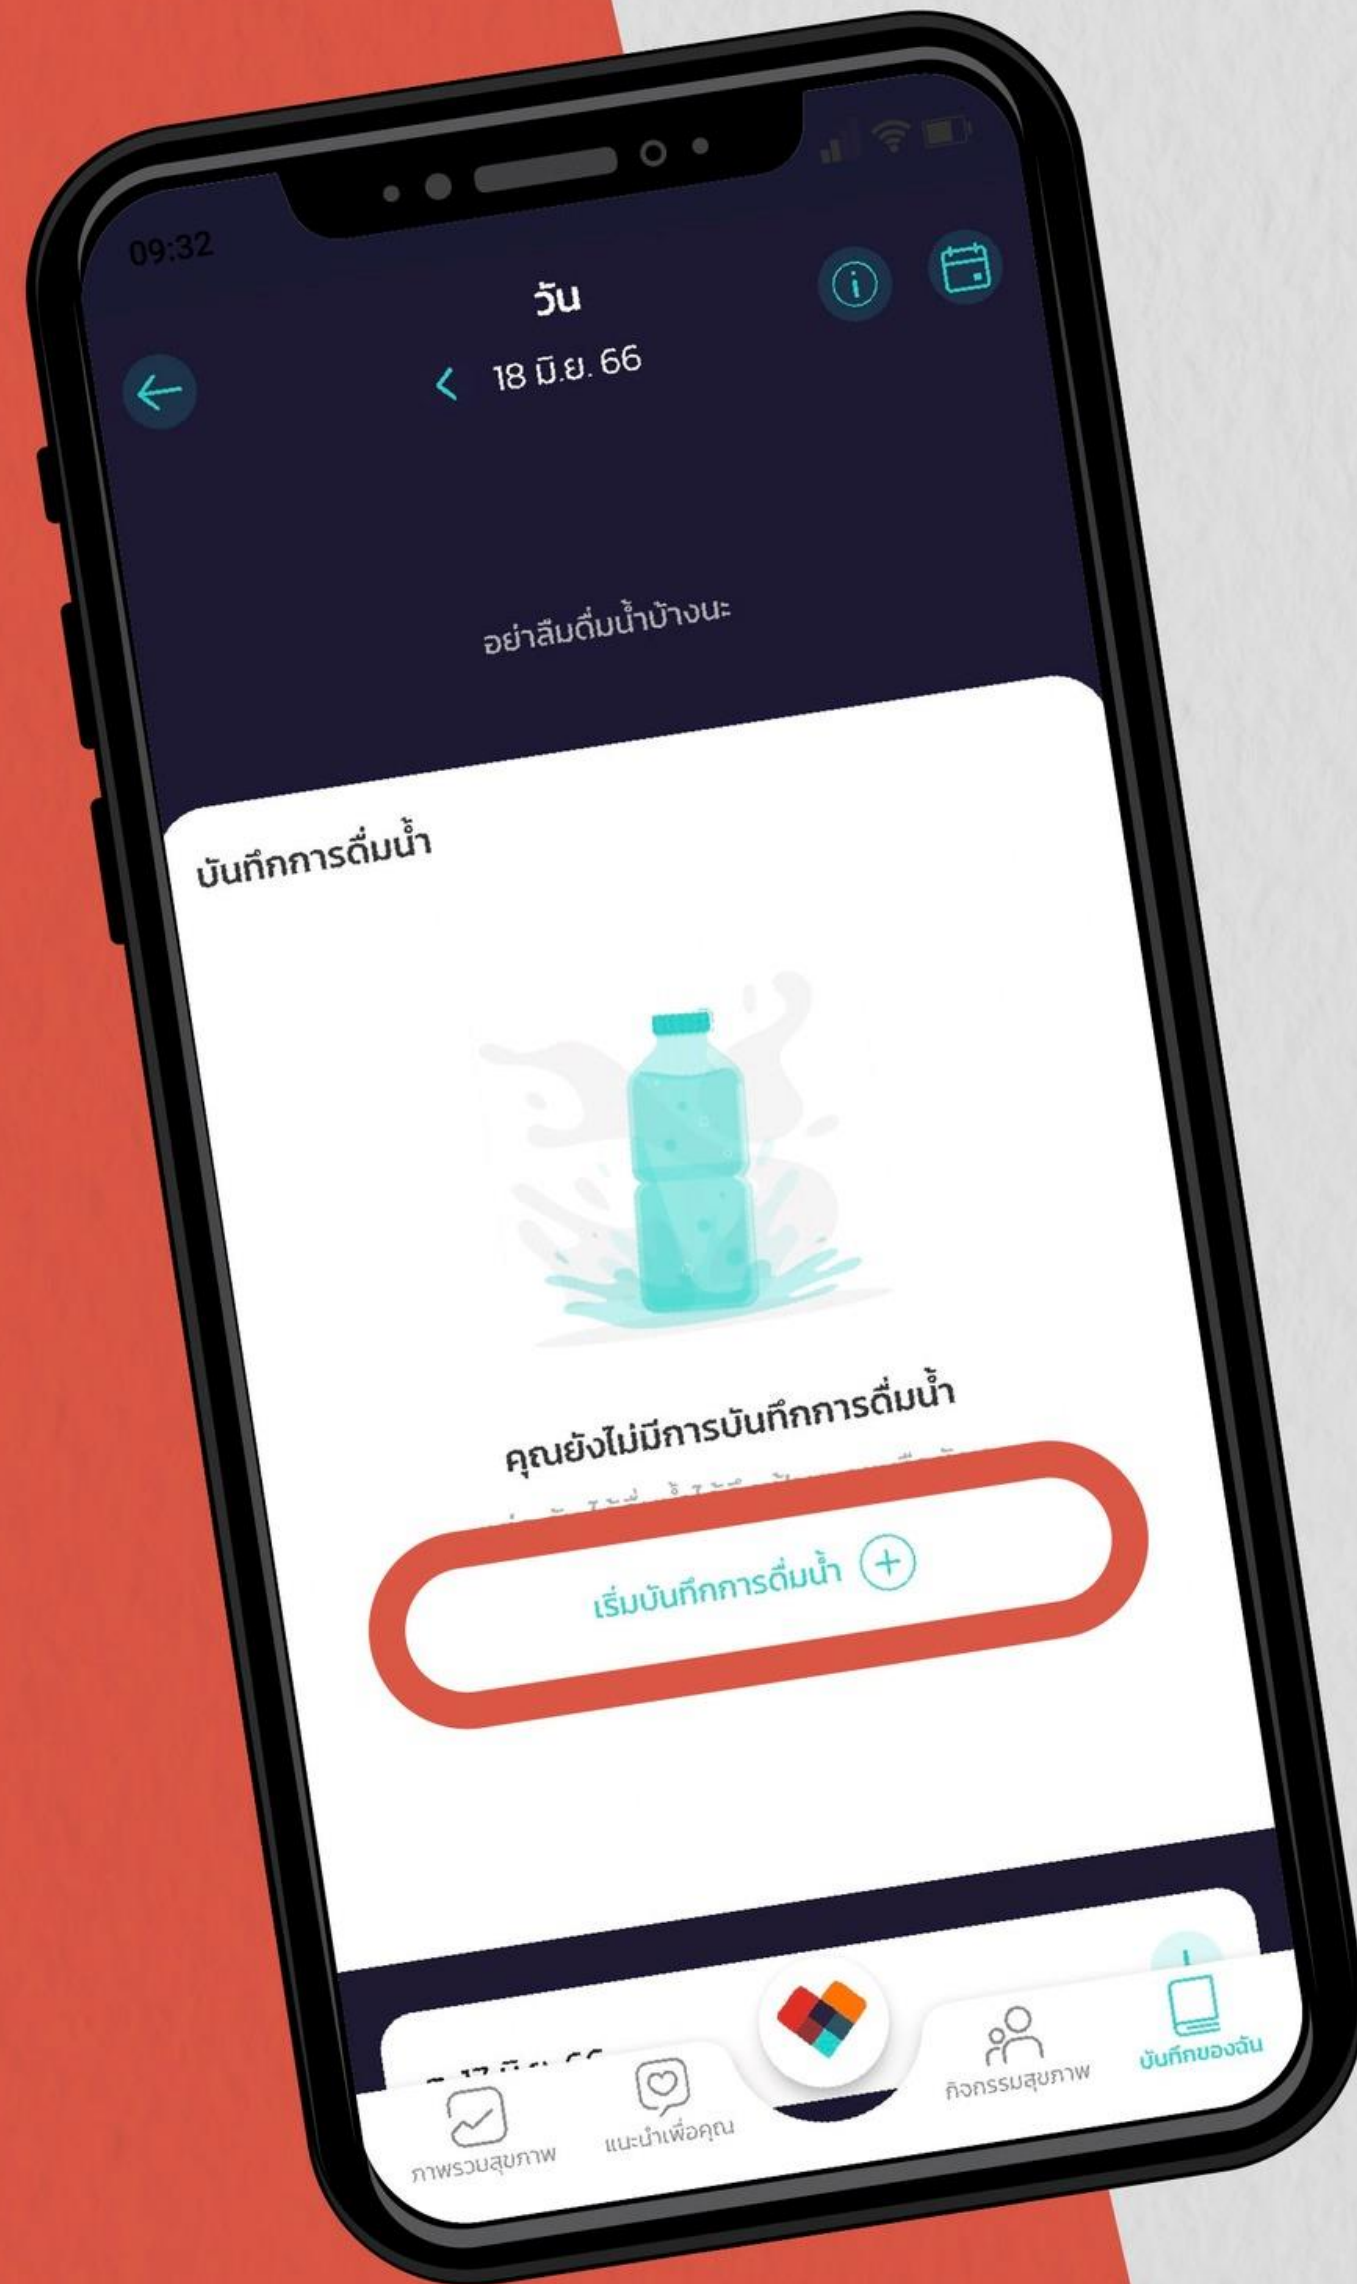 09:32
วัน
18 มิ.ย. 66
อย่าลืมดื่มน้ำบ้างนะ
บันทึกการดื่มน้ำ
คุณยังไม่มีการบันทึกการดื่มน้ำ
เริ่มบันทึกการดื่มน้ำ
ภาพรวมสุขภาพ
แนะนำเพื่อคุณ
กิจกรรมสุขภาพ
บันทึกของฉัน